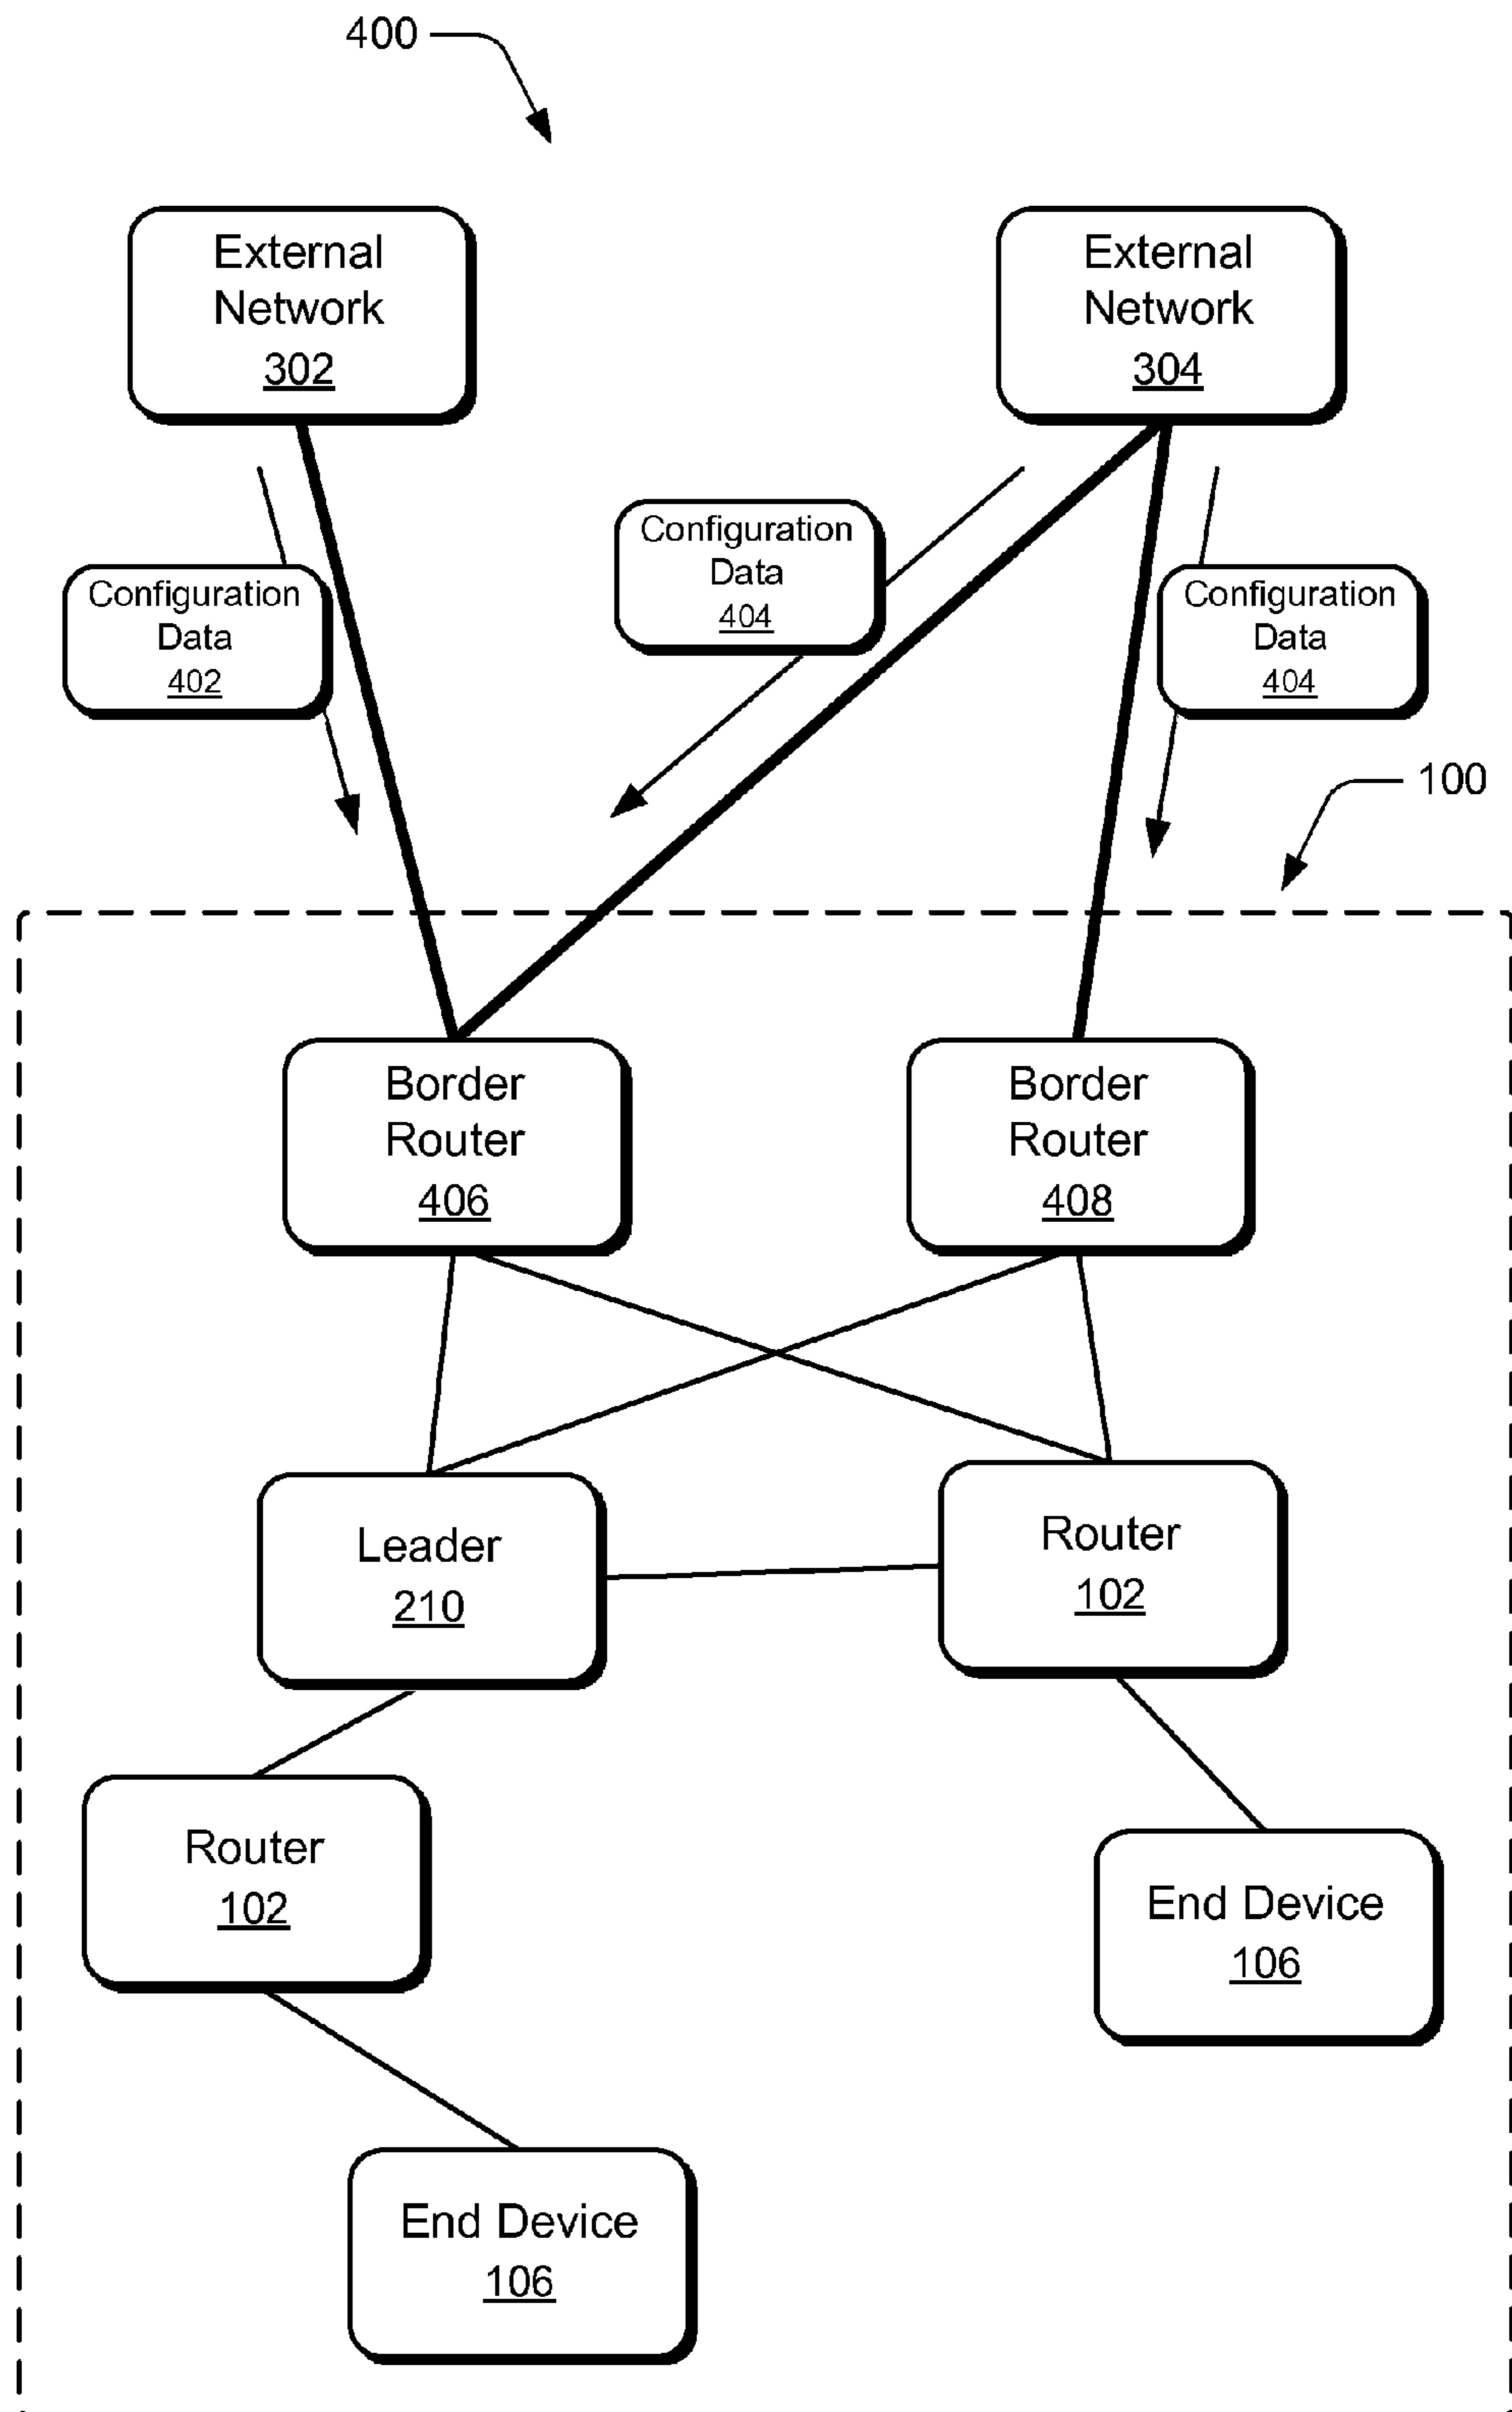 400
External
Network
302
External
Network
304
Configuration
Data
404
Configuration
Data
402
Configuration
Data
404
100
Border
Router
406
Border
Router
408
Leader
210
Router
102
Router
102
End Device
106
End Device
106